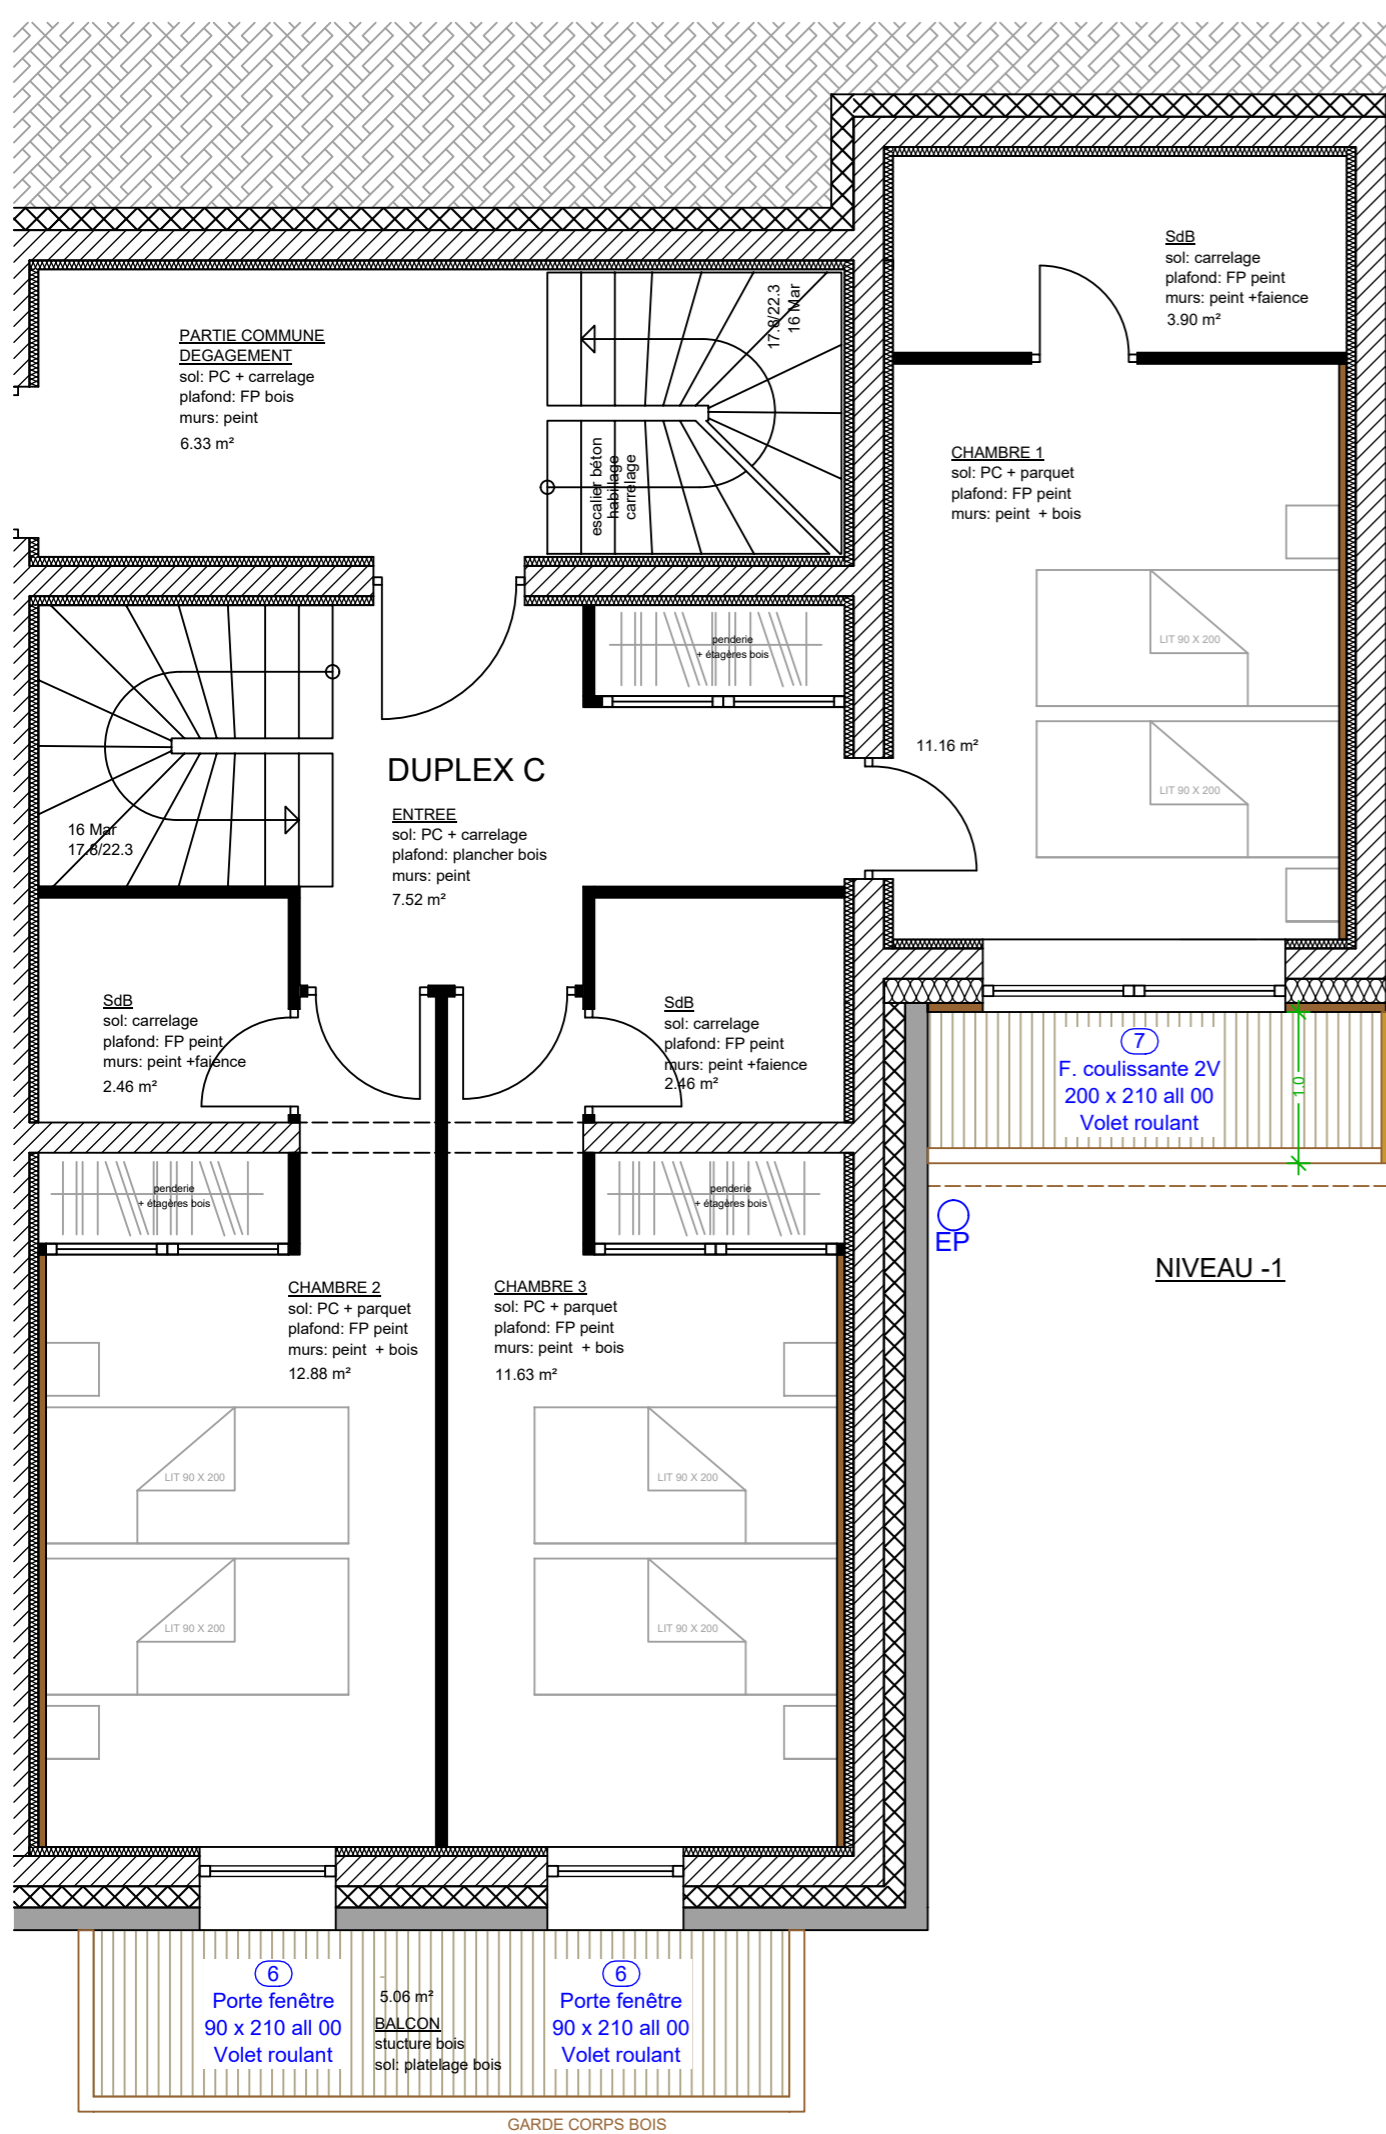 PARTIE COMMUNE
DEGAGEMENT
sol: PC + carrelage
plafond: FP bois
murs: peint
6.33 m²
escalier béton
habillage
carrelage
17.8/22.3
16 Mar
SdB
sol: carrelage
plafond: FP peint
murs: peint +faience
3.90 m²
CHAMBRE 1
sol: PC + parquet
plafond: FP peint
murs: peint + bois
LIT 90 X 200
LIT 90 X 200
11.16 m²
penderie
+ étagères bois
DUPLEX C
ENTREE
sol: PC + carrelage
plafond: plancher bois
murs: peint
7.52 m²
16 Mar
17.8/22.3
SdB
sol: carrelage
plafond: FP peint
murs: peint +faience
2.46 m²
SdB
sol: carrelage
plafond: FP peint
murs: peint +faience
2.46 m²
7
F. coulissante 2V
200 x 210 all 00
Volet roulant
1.0
EP
NIVEAU -1
penderie
+ étagères bois
penderie
+ étagères bois
CHAMBRE 2
sol: PC + parquet
plafond: FP peint
murs: peint + bois
12.88 m²
CHAMBRE 3
sol: PC + parquet
plafond: FP peint
murs: peint + bois
11.63 m²
LIT 90 X 200
LIT 90 X 200
LIT 90 X 200
LIT 90 X 200
6
Porte fenêtre
90 x 210 all 00
Volet roulant
5.06 m²
BALCON
stucture bois
sol: platelage bois
6
Porte fenêtre
90 x 210 all 00
Volet roulant
GARDE CORPS BOIS